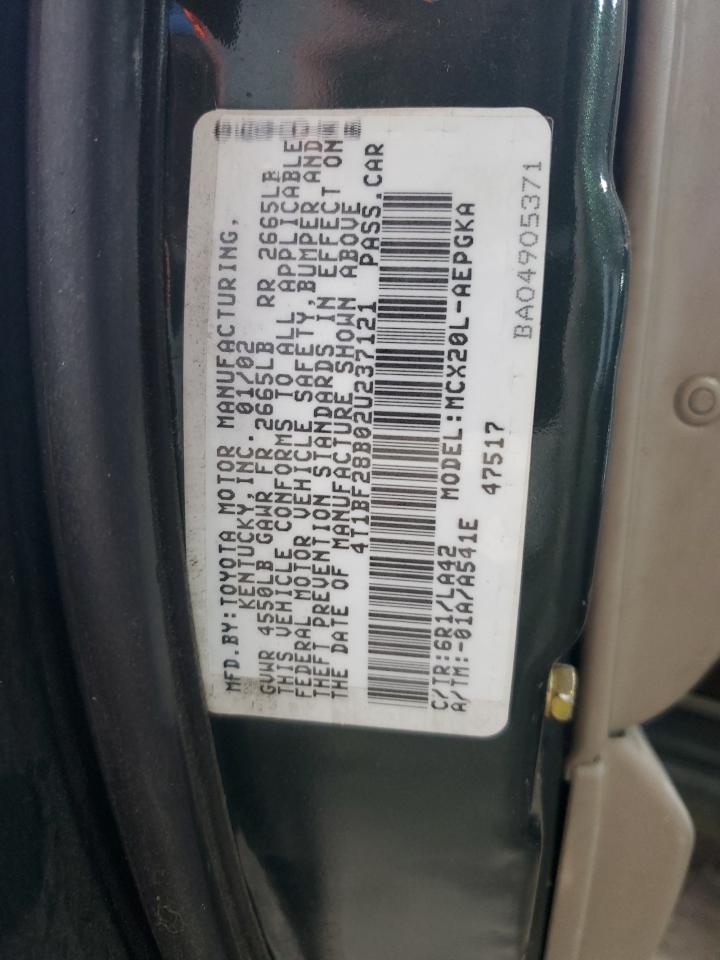 MFD.BY:TOYOTA MOTOR MANUFACTURING,
KENTUCKY,INC. 01/02
GVWR 4550LB GAWR FR 2665LB RR 2665LB
THIS VEHICLE CONFORMS TO ALL APPLICABLE
FEDERAL MOTOR VEHICLE SAFETY,BUMPER AND
THEFT PREVENTION STANDARDS IN EFFECT ON
THE DATE OF MANUFACTURE SHOWN ABOVE
4T1BF28B02U237121 PASS.CAR
C/TR:6R1/LA42 MODEL:MCX20L-AEPGKA
A/TM:-01A/A541E 47517
BA04905371